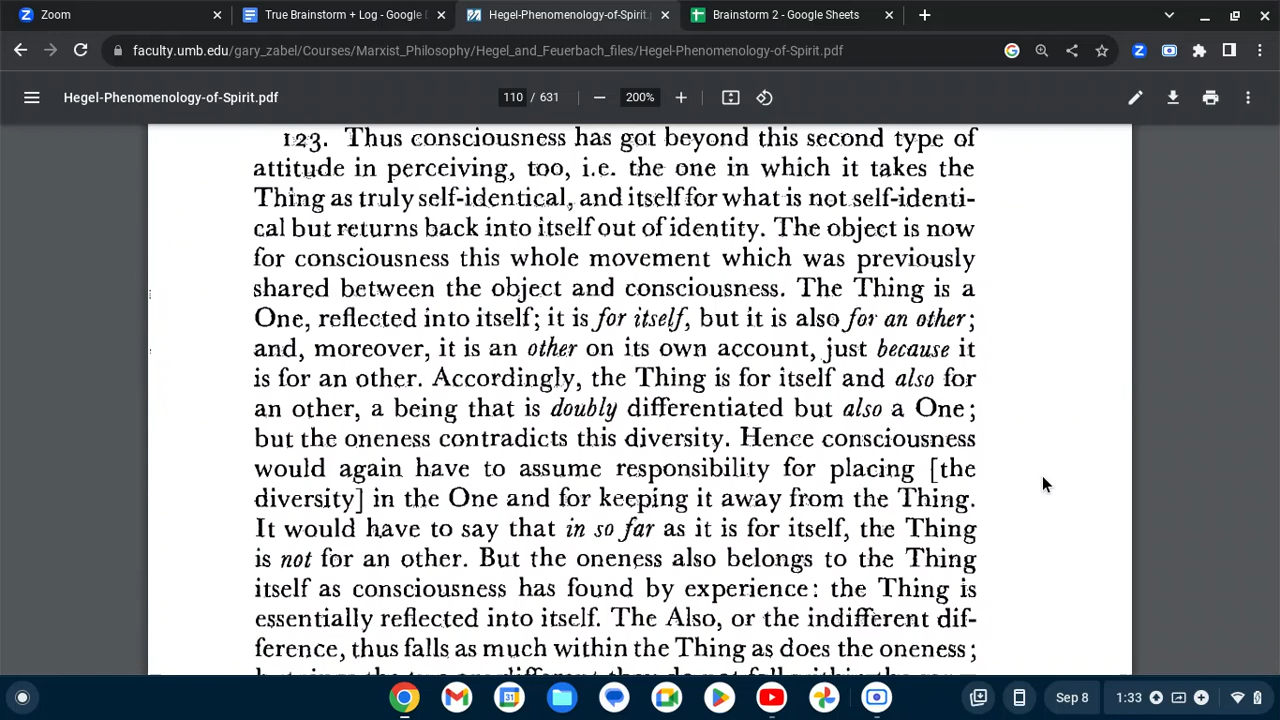 Zoom
True Brainstorm + Log - Google D
Hegel-Phenomenology-of-Spirit.p
Brainstorm 2 - Google Sheets
faculty.umb.edu/gary_zabel/Courses/Marxist_Philosophy/Hegel_and_Feuerbach_files/Hegel-Phenomenology-of-Spirit.pdf
Hegel-Phenomenology-of-Spirit.pdf
110 / 631
200%
123. Thus consciousness has got beyond this second type of
attitude in perceiving, too, i.e. the one in which it takes the
Thing as truly self-identical, and itself for what is not self-identi-
cal but returns back into itself out of identity. The object is now
for consciousness this whole movement which was previously
shared between the object and consciousness. The Thing is a
One, reflected into itself; it is for itself, but it is also for an other;
and, moreover, it is an other on its own account, just because it
is for an other. Accordingly, the Thing is for itself and also for
an other, a being that is doubly differentiated but also a One;
but the oneness contradicts this diversity. Hence consciousness
would again have to assume responsibility for placing [the
diversity] in the One and for keeping it away from the Thing.
It would have to say that in so far as it is for itself, the Thing
is not for an other. But the oneness also belongs to the Thing
itself as consciousness has found by experience: the Thing is
essentially reflected into itself. The Also, or the indifferent dif-
ference, thus falls as much within the Thing as does the oneness;
Sep 8
1:33